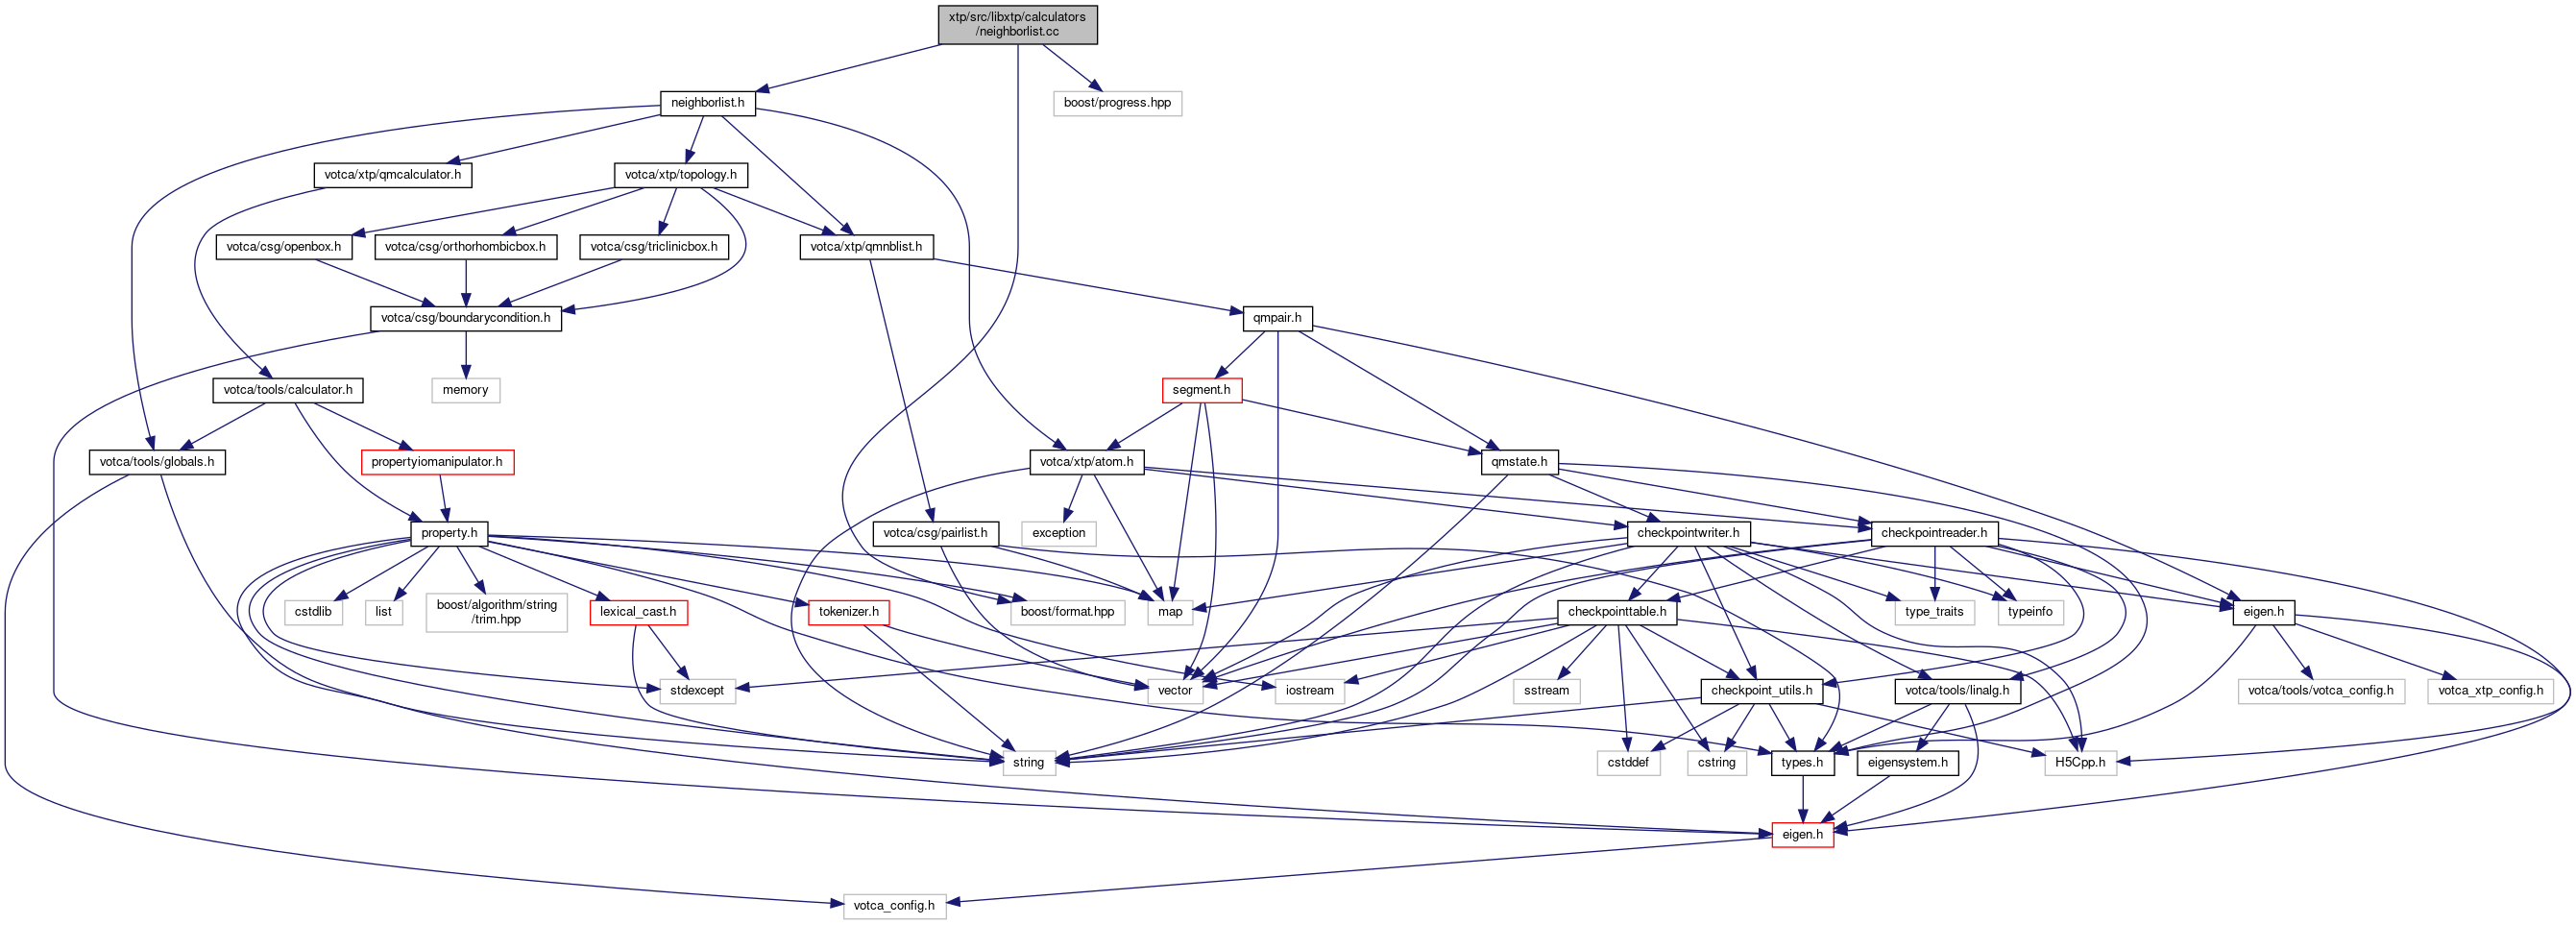 xtp/src/libxtp/calculators
/neighborlist.cc
neighborlist.h
boost/progress.hpp
votca/xtp/qmcalculator.h
votca/xtp/topology.h
votca/csg/openbox.h
votca/csg/orthorhombicbox.h
votca/csg/triclinicbox.h
votca/xtp/qmnblist.h
votca/csg/boundarycondition.h
qmpair.h
votca/tools/calculator.h
memory
segment.h
votca/tools/globals.h
propertyiomanipulator.h
votca/xtp/atom.h
qmstate.h
property.h
votca/csg/pairlist.h
exception
checkpointwriter.h
checkpointreader.h
cstdlib
list
boost/algorithm/string
/trim.hpp
lexical_cast.h
tokenizer.h
boost/format.hpp
map
checkpointtable.h
type_traits
typeinfo
eigen.h
stdexcept
vector
iostream
sstream
checkpoint_utils.h
votca/tools/linalg.h
votca/tools/votca_config.h
votca_xtp_config.h
string
cstddef
cstring
types.h
eigensystem.h
H5Cpp.h
eigen.h
votca_config.h